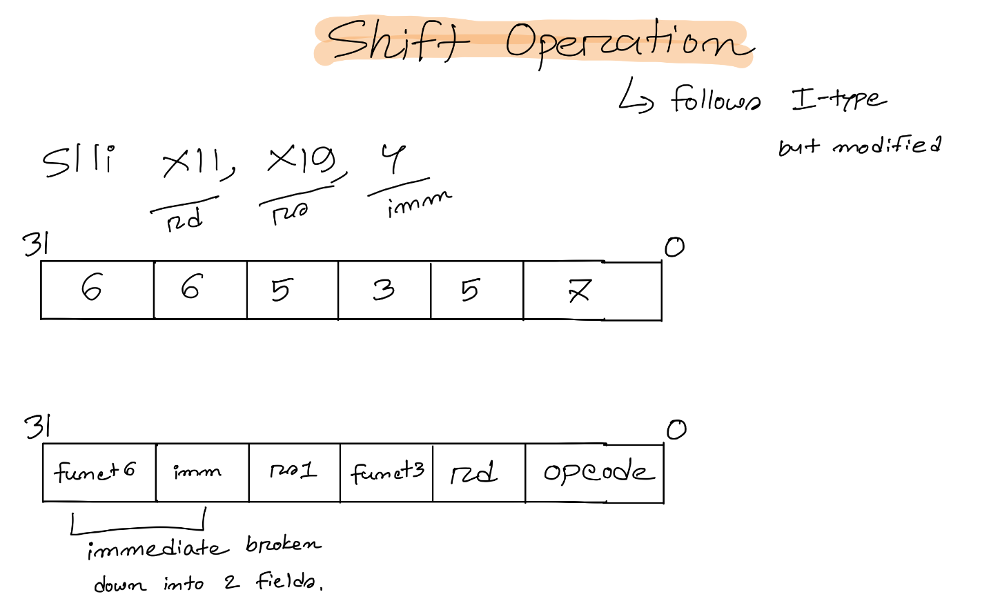 Shift Operation
↳ follows I-type
but modified
slli x11, x19, 4
rd rs imm
31 0
6 6 5 3 5 7
31 0
funct6 imm rs1 funct3 rd opcode
immediate broken
down into 2 fields.